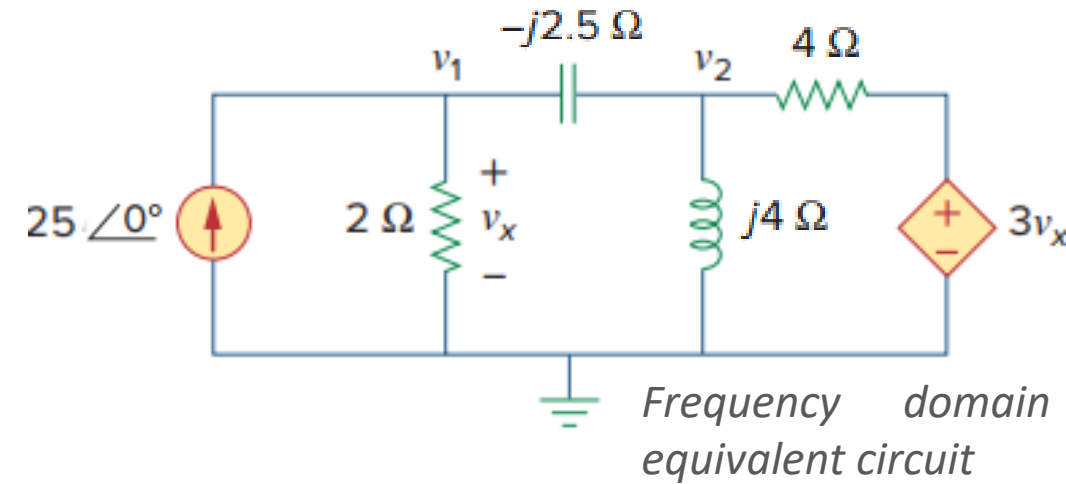 –j2.5 Ω
4 Ω
v1
v2
+
25 ∠0°
2 Ω
vx
j4 Ω
+
3vx
–
–
Frequency domain
equivalent circuit